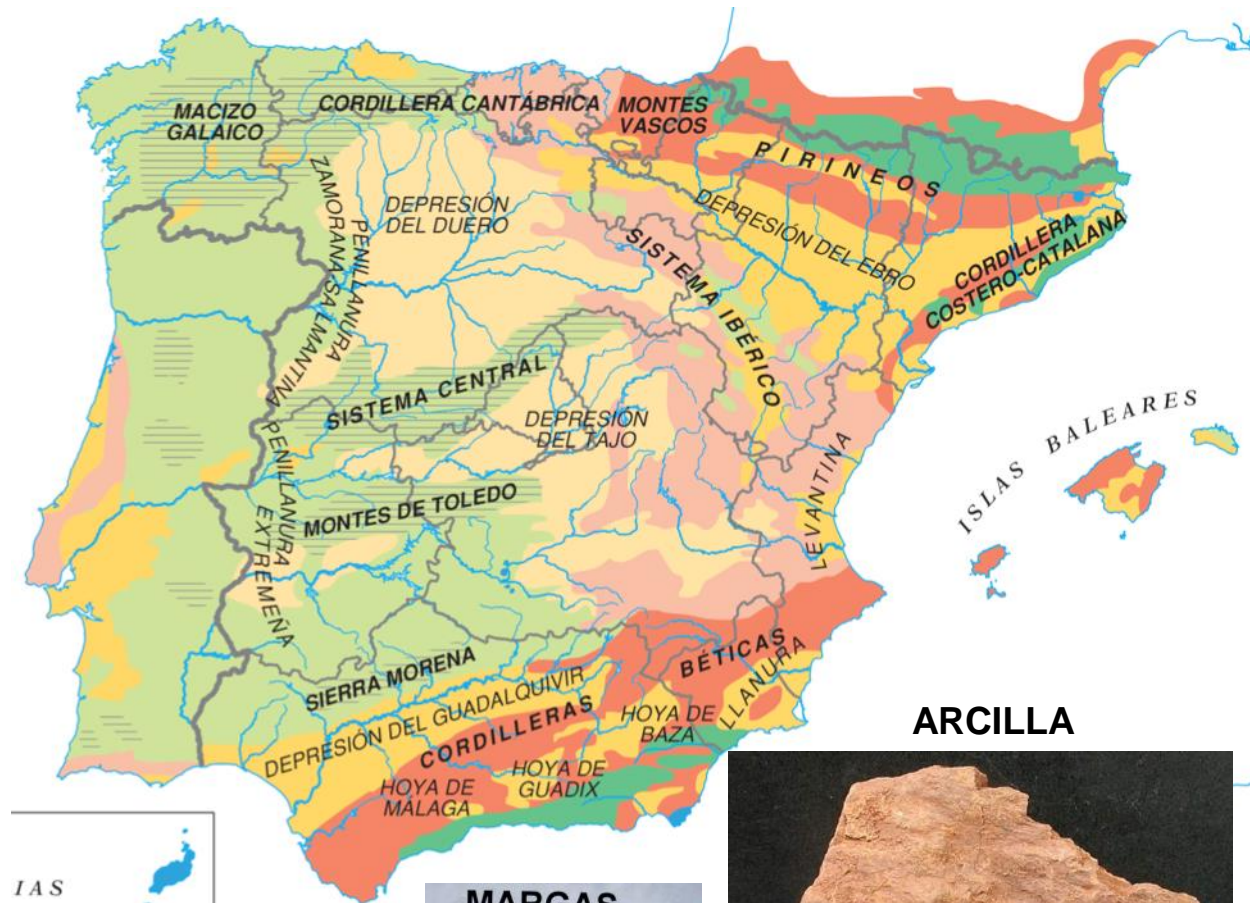 MACIZO
GALAICO
CORDILLERA CANTÁBRICA
MONTES
VASCOS
PIRINEOS
ZAMORANA-SALMANTINA
PENILLANURA
DEPRESIÓN
DEL DUERO
DEPRESIÓN DEL EBRO
SISTEMA IBÉRICO
CORDILLERA
COSTERO-CATALANA
SISTEMA CENTRAL
DEPRESIÓN
DEL TAJO
ISLAS BALEARES
PENILLANURA
EXTREMEÑA
MONTES DE TOLEDO
LEVANTINA
LLANURA
SIERRA MORENA
DEPRESIÓN DEL GUADALQUIVIR
CORDILLERAS
BÉTICAS
HOYA DE
BAZA
HOYA DE
GUADIX
HOYA DE
MÁLAGA
ARCILLA
IAS
MARGAS